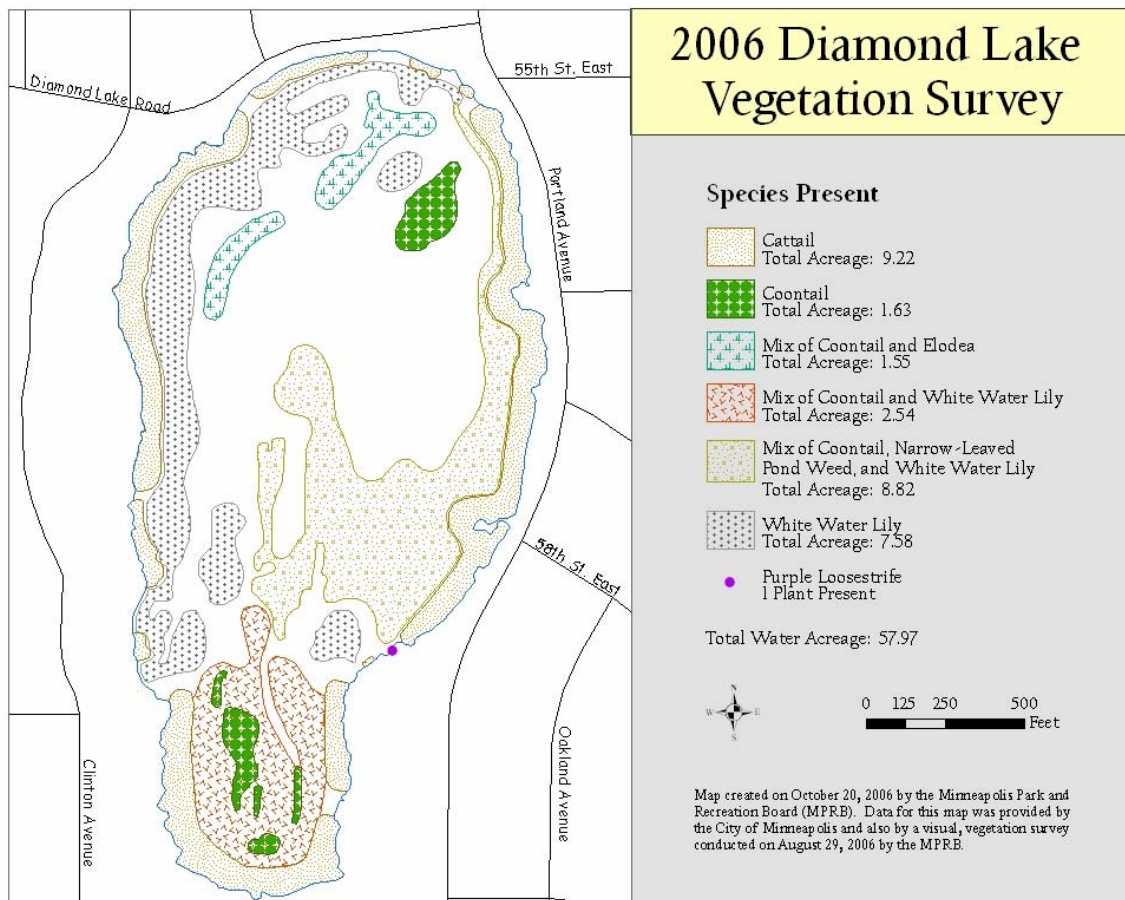 2006 Diamond Lake
Vegetation Survey
Diamond Lake Road
55th St. East
Portland Avenue
58th St. East
Clinton Avenue
Oakland Avenue
Species Present
Cattail
Total Acreage: 9.22
Coontail
Total Acreage: 1.63
Mix of Coontail and Elodea
Total Acreage: 1.55
Mix of Coontail and White Water Lily
Total Acreage: 2.54
Mix of Coontail, Narrow-Leaved
Pond Weed, and White Water Lily
Total Acreage: 8.82
White Water Lily
Total Acreage: 7.58
Purple Loosestrife
1 Plant Present
Total Water Acreage: 57.97
N
W E
S
0 125 250 500
Feet
Map created on October 20, 2006 by the Minneapolis Park and
Recreation Board (MPRB). Data for this map was provided by
the City of Minneapolis and also by a visual, vegetation survey
conducted on August 29, 2006 by the MPRB.